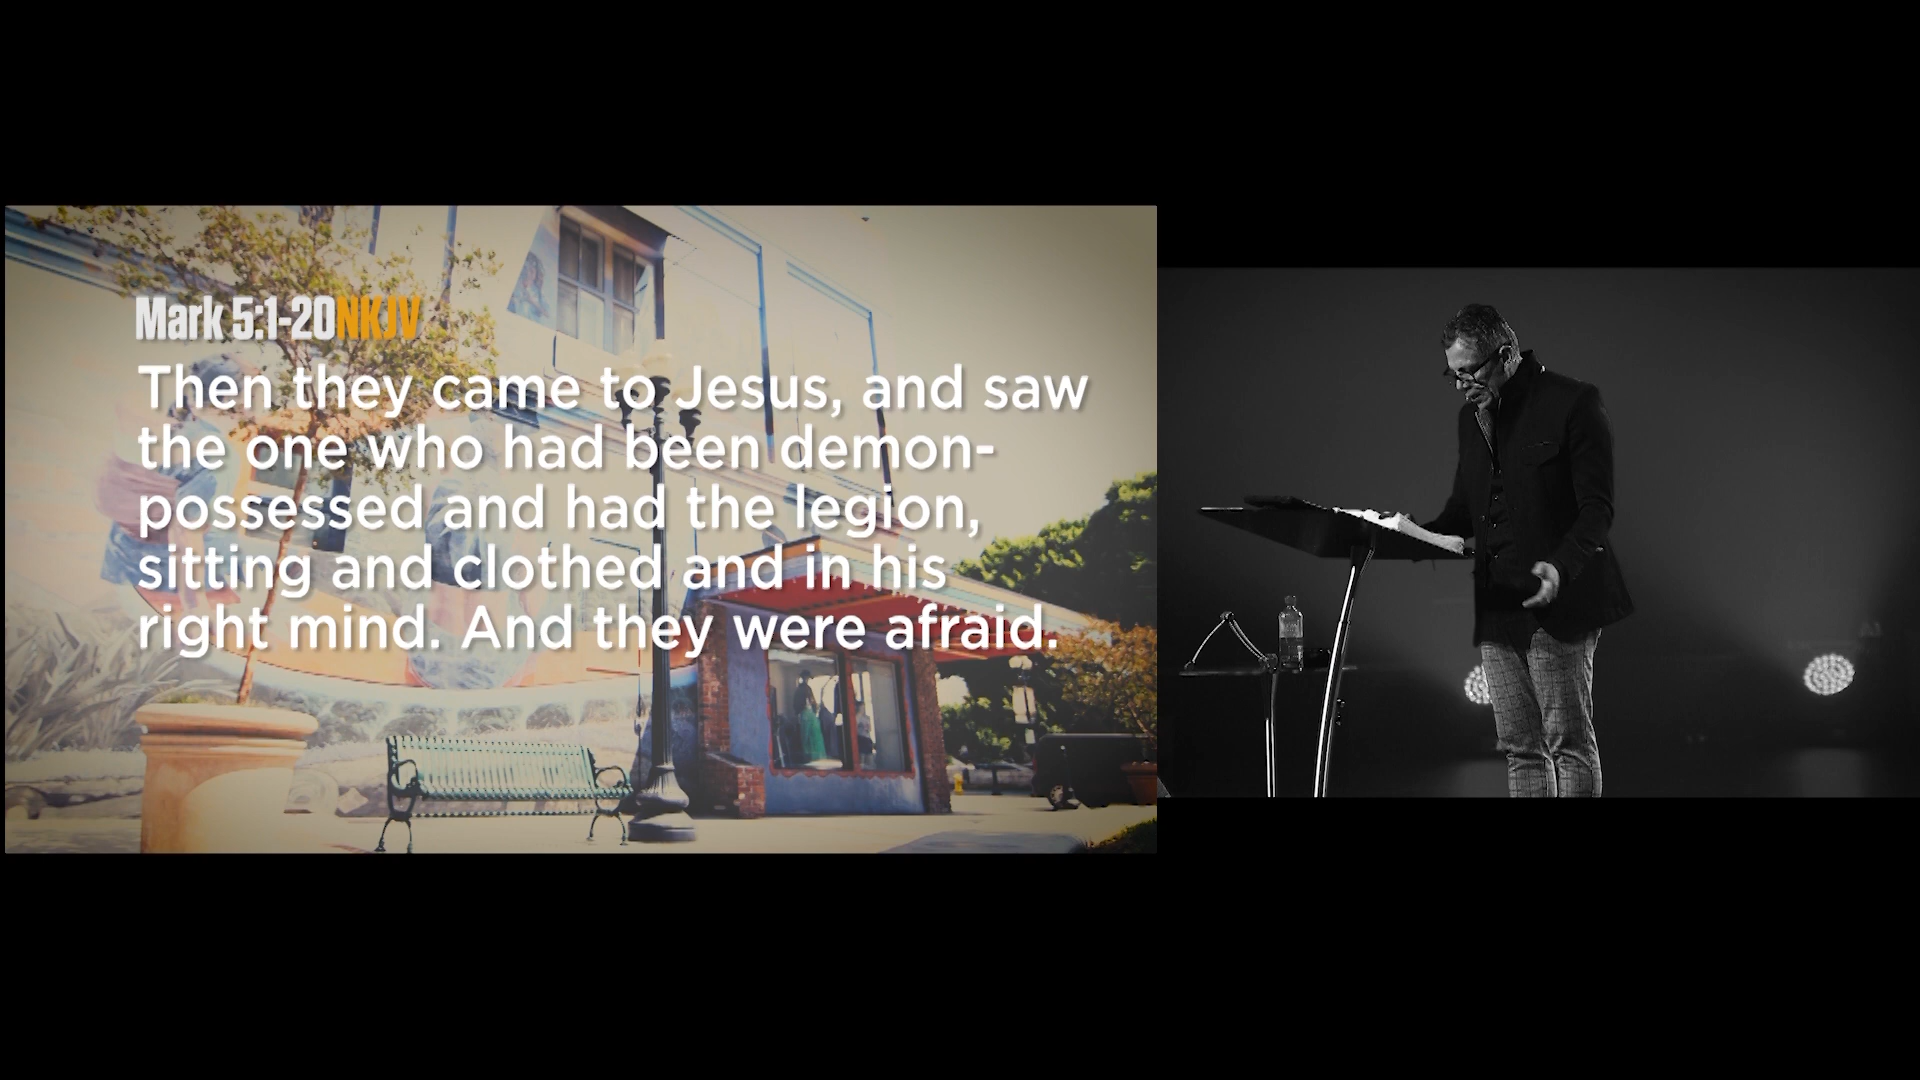 Mark 5:1-20NKJV
Then they came to Jesus, and saw
the one who had been demon-
possessed and had the legion,
sitting and clothed and in his
right mind. And they were afraid.